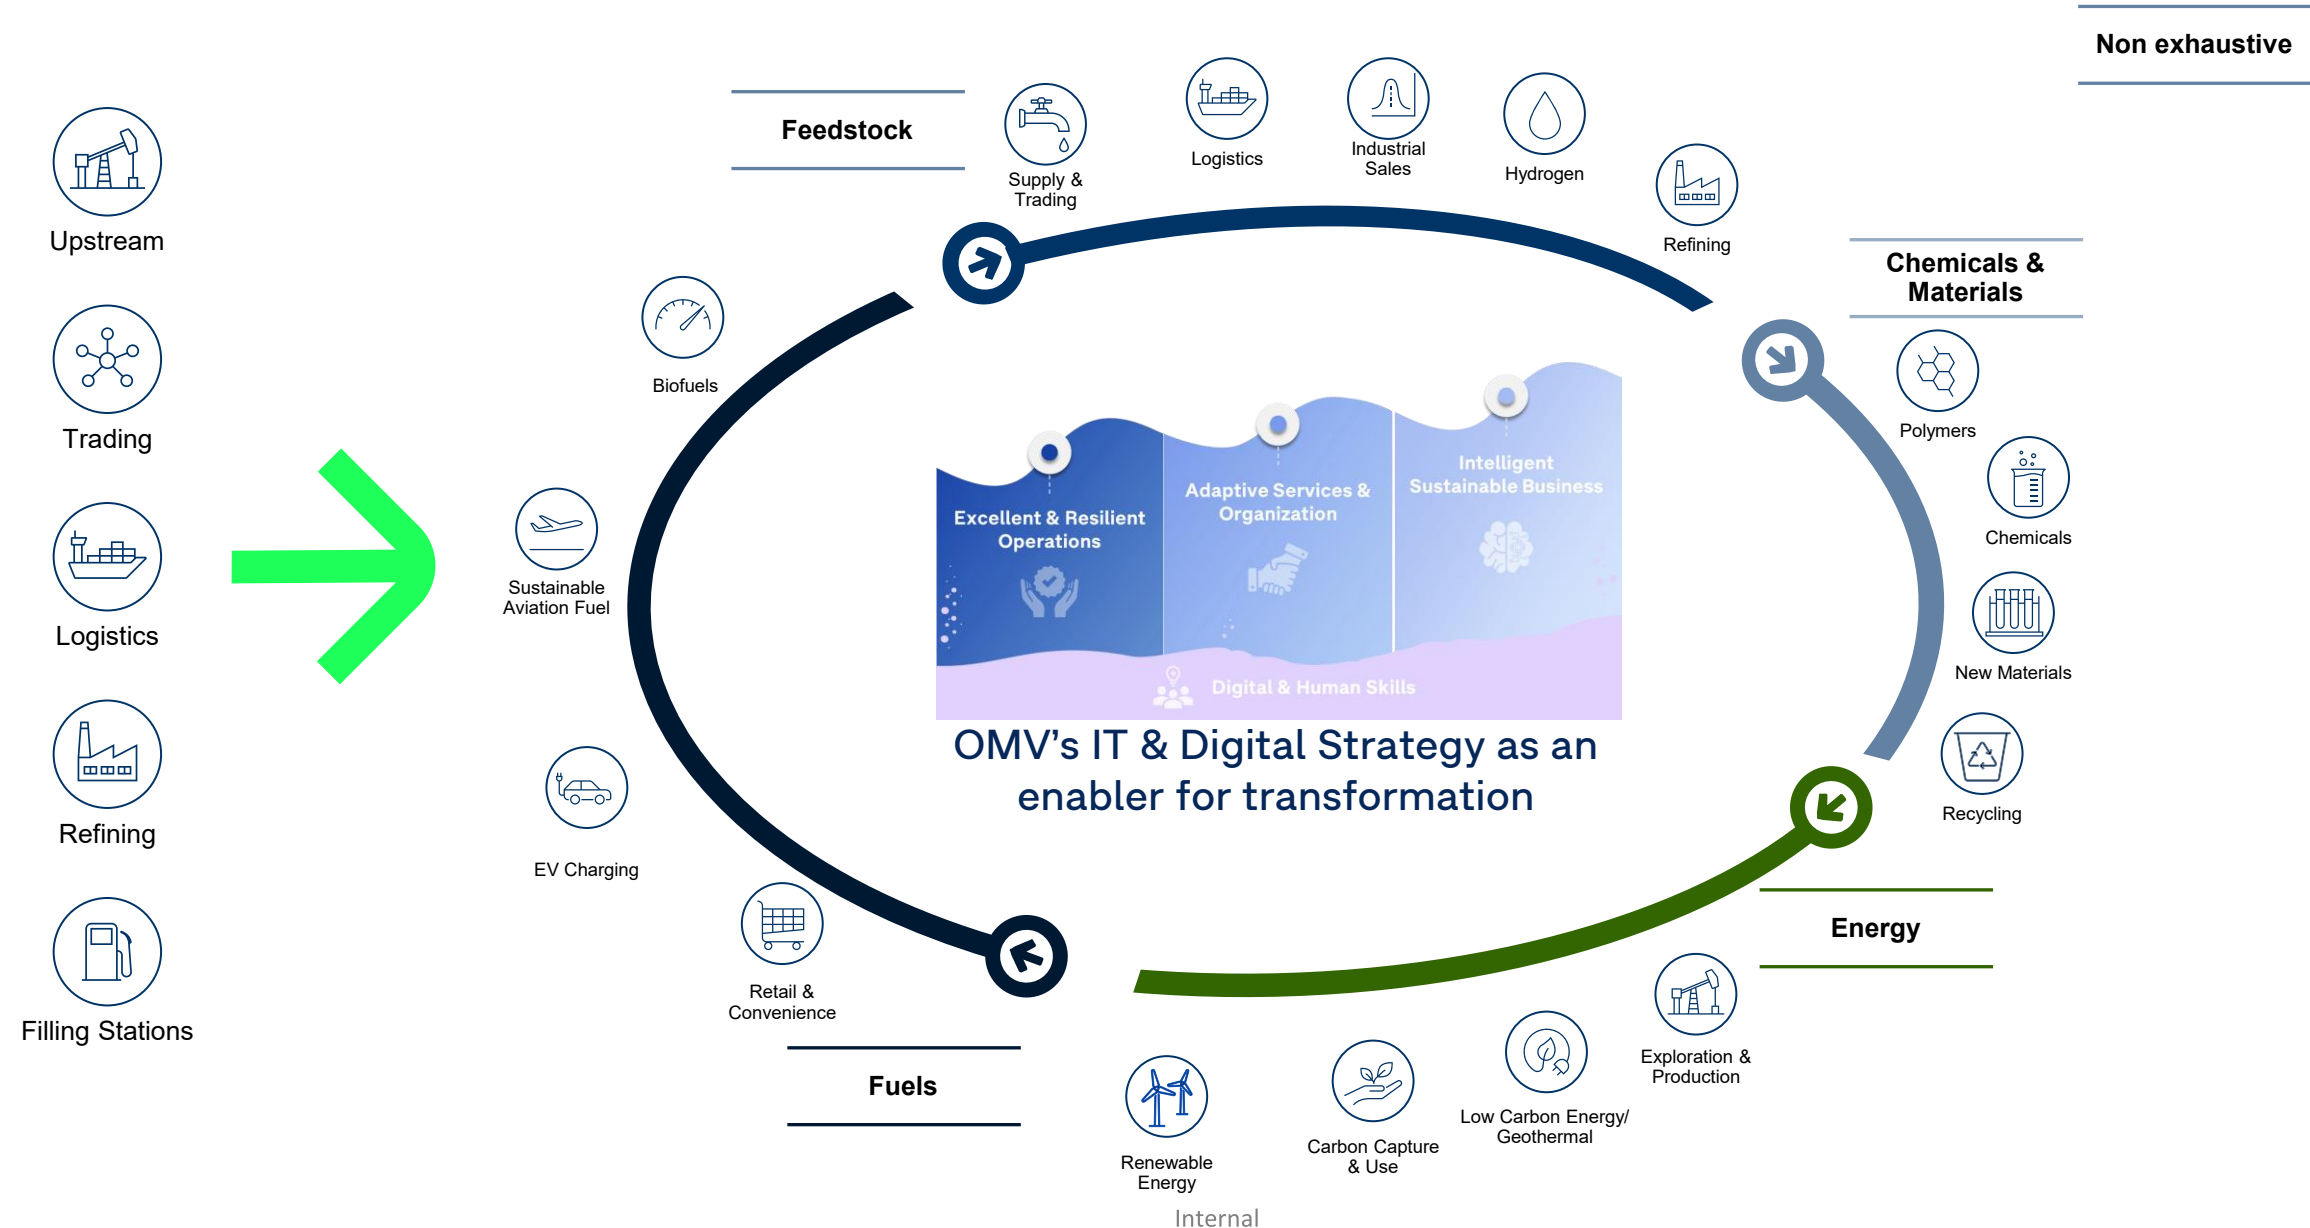 Non exhaustive
Upstream
Trading
Logistics
Refining
Filling Stations
Feedstock
Supply &
Trading
Logistics
Industrial
Sales
Hydrogen
Refining
Chemicals &
Materials
Polymers
Chemicals
New Materials
Recycling
Energy
Exploration &
Production
Low Carbon Energy/
Geothermal
Carbon Capture
& Use
Renewable
Energy
Fuels
Retail &
Convenience
EV Charging
Sustainable
Aviation Fuel
Biofuels
Excellent & Resilient
Operations
Adaptive Services &
Organization
Intelligent
Sustainable Business
Digital & Human Skills
OMV's IT & Digital Strategy as an
enabler for transformation
Internal